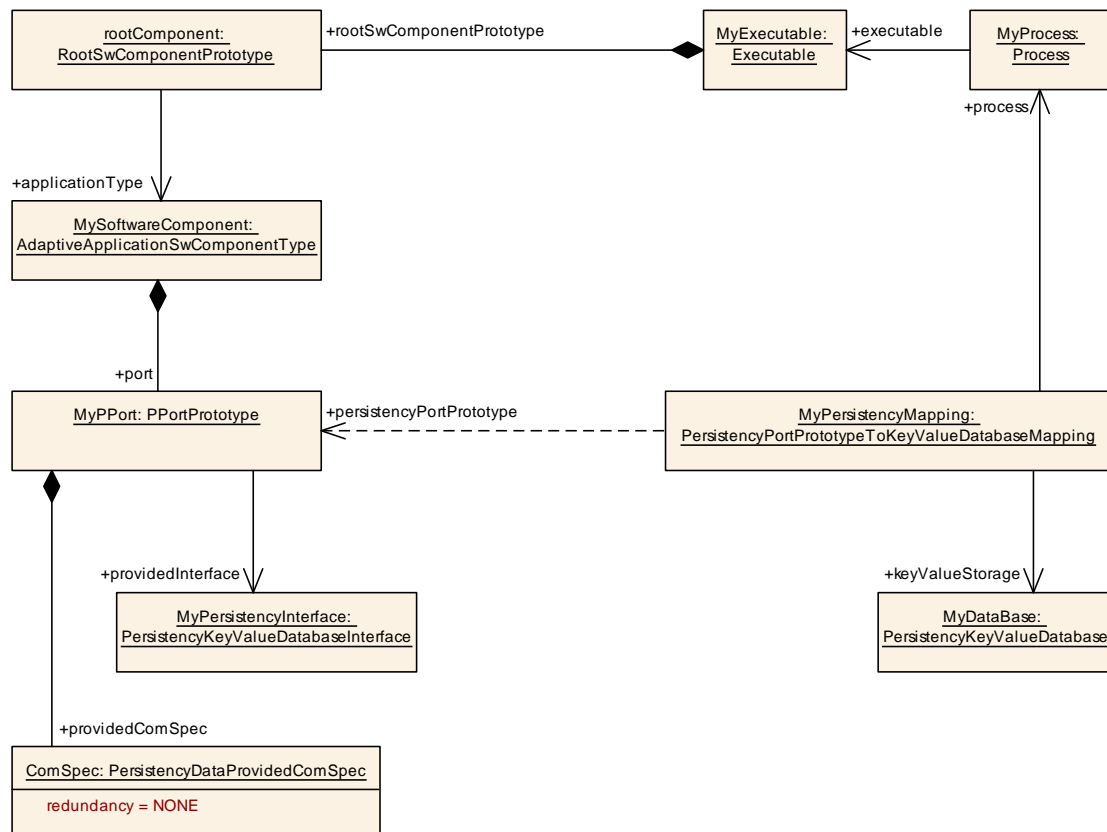 rootComponent:
RootSwComponentPrototype
+rootSwComponentPrototype
MyExecutable:
Executable
+executable
MyProcess:
Process
+process
+applicationType
MySoftwareComponent:
AdaptiveApplicationSwComponentType
+port
MyPPort: PPortPrototype
+persistencyPortPrototype
MyPersistencyMapping:
PersistencyPortPrototypeToKeyValueDatabaseMapping
+providedInterface
+keyValueStorage
MyPersistencyInterface:
PersistencyKeyValueDatabaseInterface
MyDataBase:
PersistencyKeyValueDatabase
+providedComSpec
ComSpec: PersistencyDataProvidedComSpec
redundancy = NONE